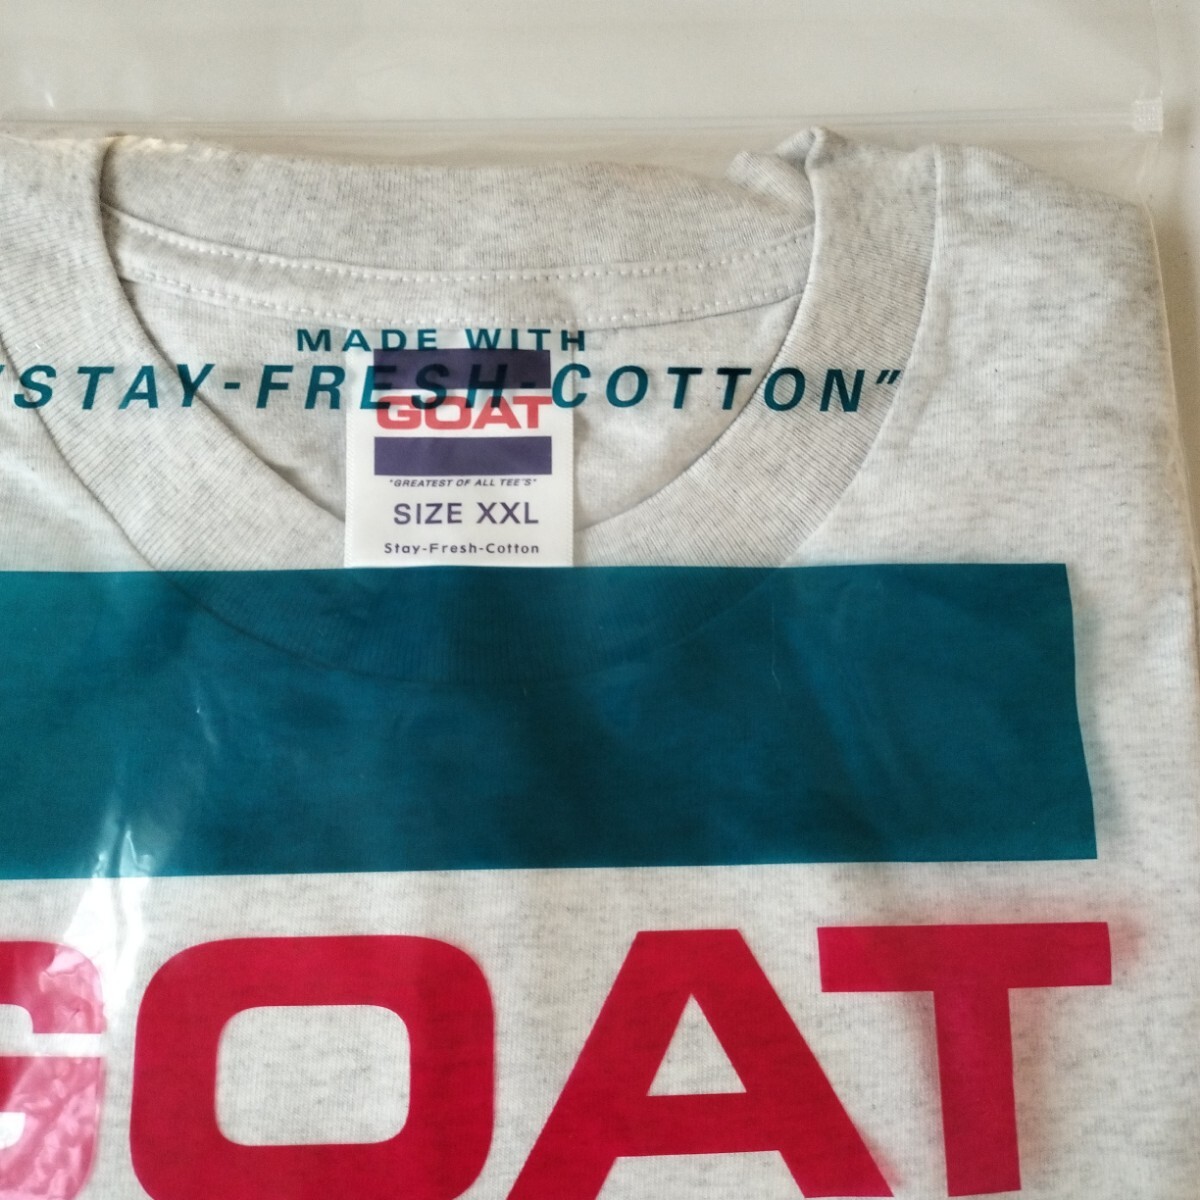 MADE WITH
"STAY-FRESH-COTTON"
GOAT
"GREATEST OF ALL TEE'S"
SIZE XXL
Stay-Fresh-Cotton
GOAT